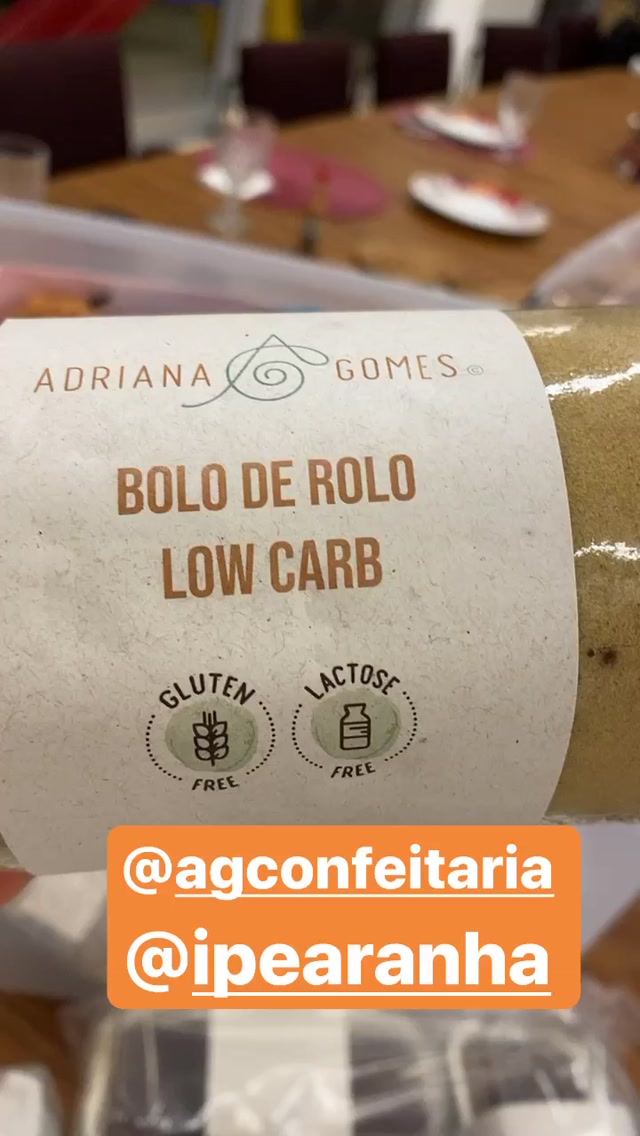 ADRIANA GOMES ©
BOLO DE ROLO
LOW CARB
GLUTEN FREE
LACTOSE FREE
@agconfeitaria
@ipearanha